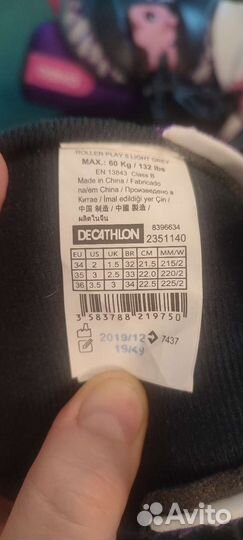 ROLLER PLAY 5 LIGHT GREY
MAX.: 60 Kg / 132 lbs
EN 13843 Class B
Made in China / Fabricado
na/em China / Произведено в
Китае / Imal edildiği yer Çin /
中国 制造 / 中國 製造 /
ผลิตในจีน
8396634
DECATHLON 2351140
EU US UK BR CM MM/W
34 2 1.5 32 21.5 215/2
35 3 2.5 33 22.0 220/2
36 3.5 3 34 22.5 225/2
3 583788 219750
2019/12 7437
19/49
Avito